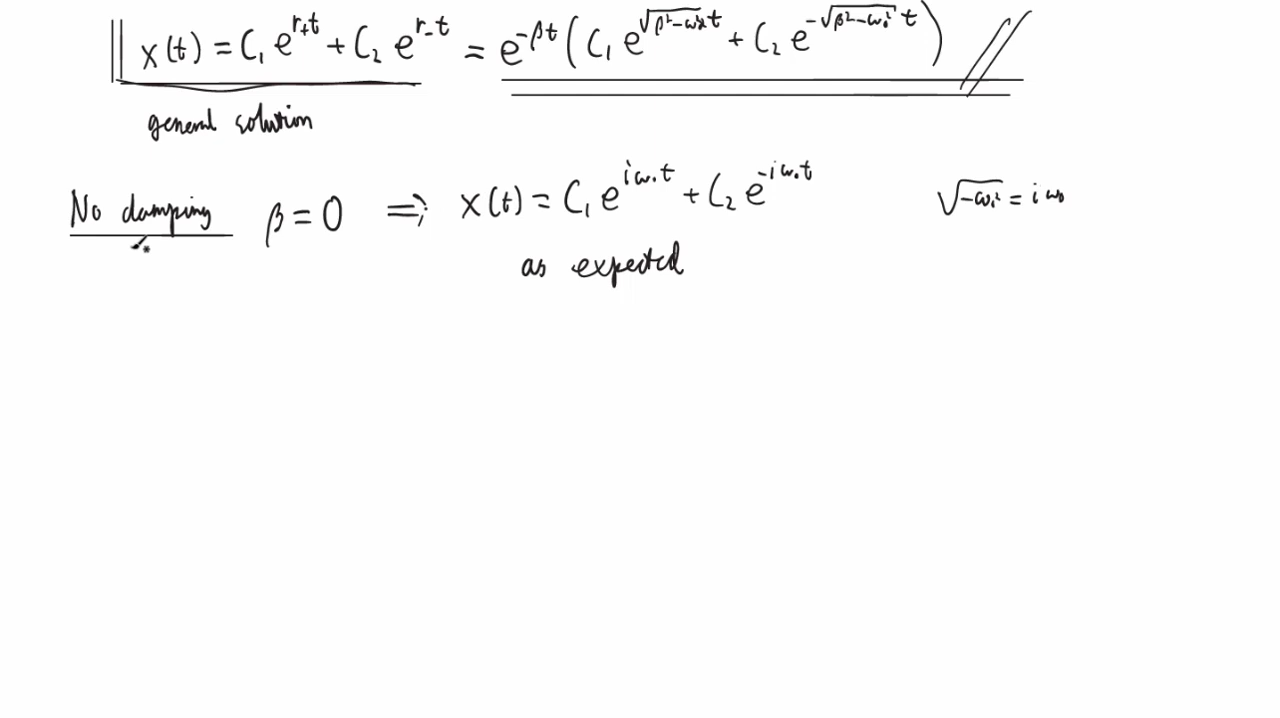 x(t) = C₁ e^{r₊t} + C₂ e^{r₋t} = e^{-βt} ( C₁ e^{√(β²-ω₀²) t} + C₂ e^{-√(β²-ω₀²) t} )
general solution
No damping β = 0 ⇒ x(t) = C₁ e^{iω₀t} + C₂ e^{-iω₀t} √(-ω₀²) = i ω₀
as expected